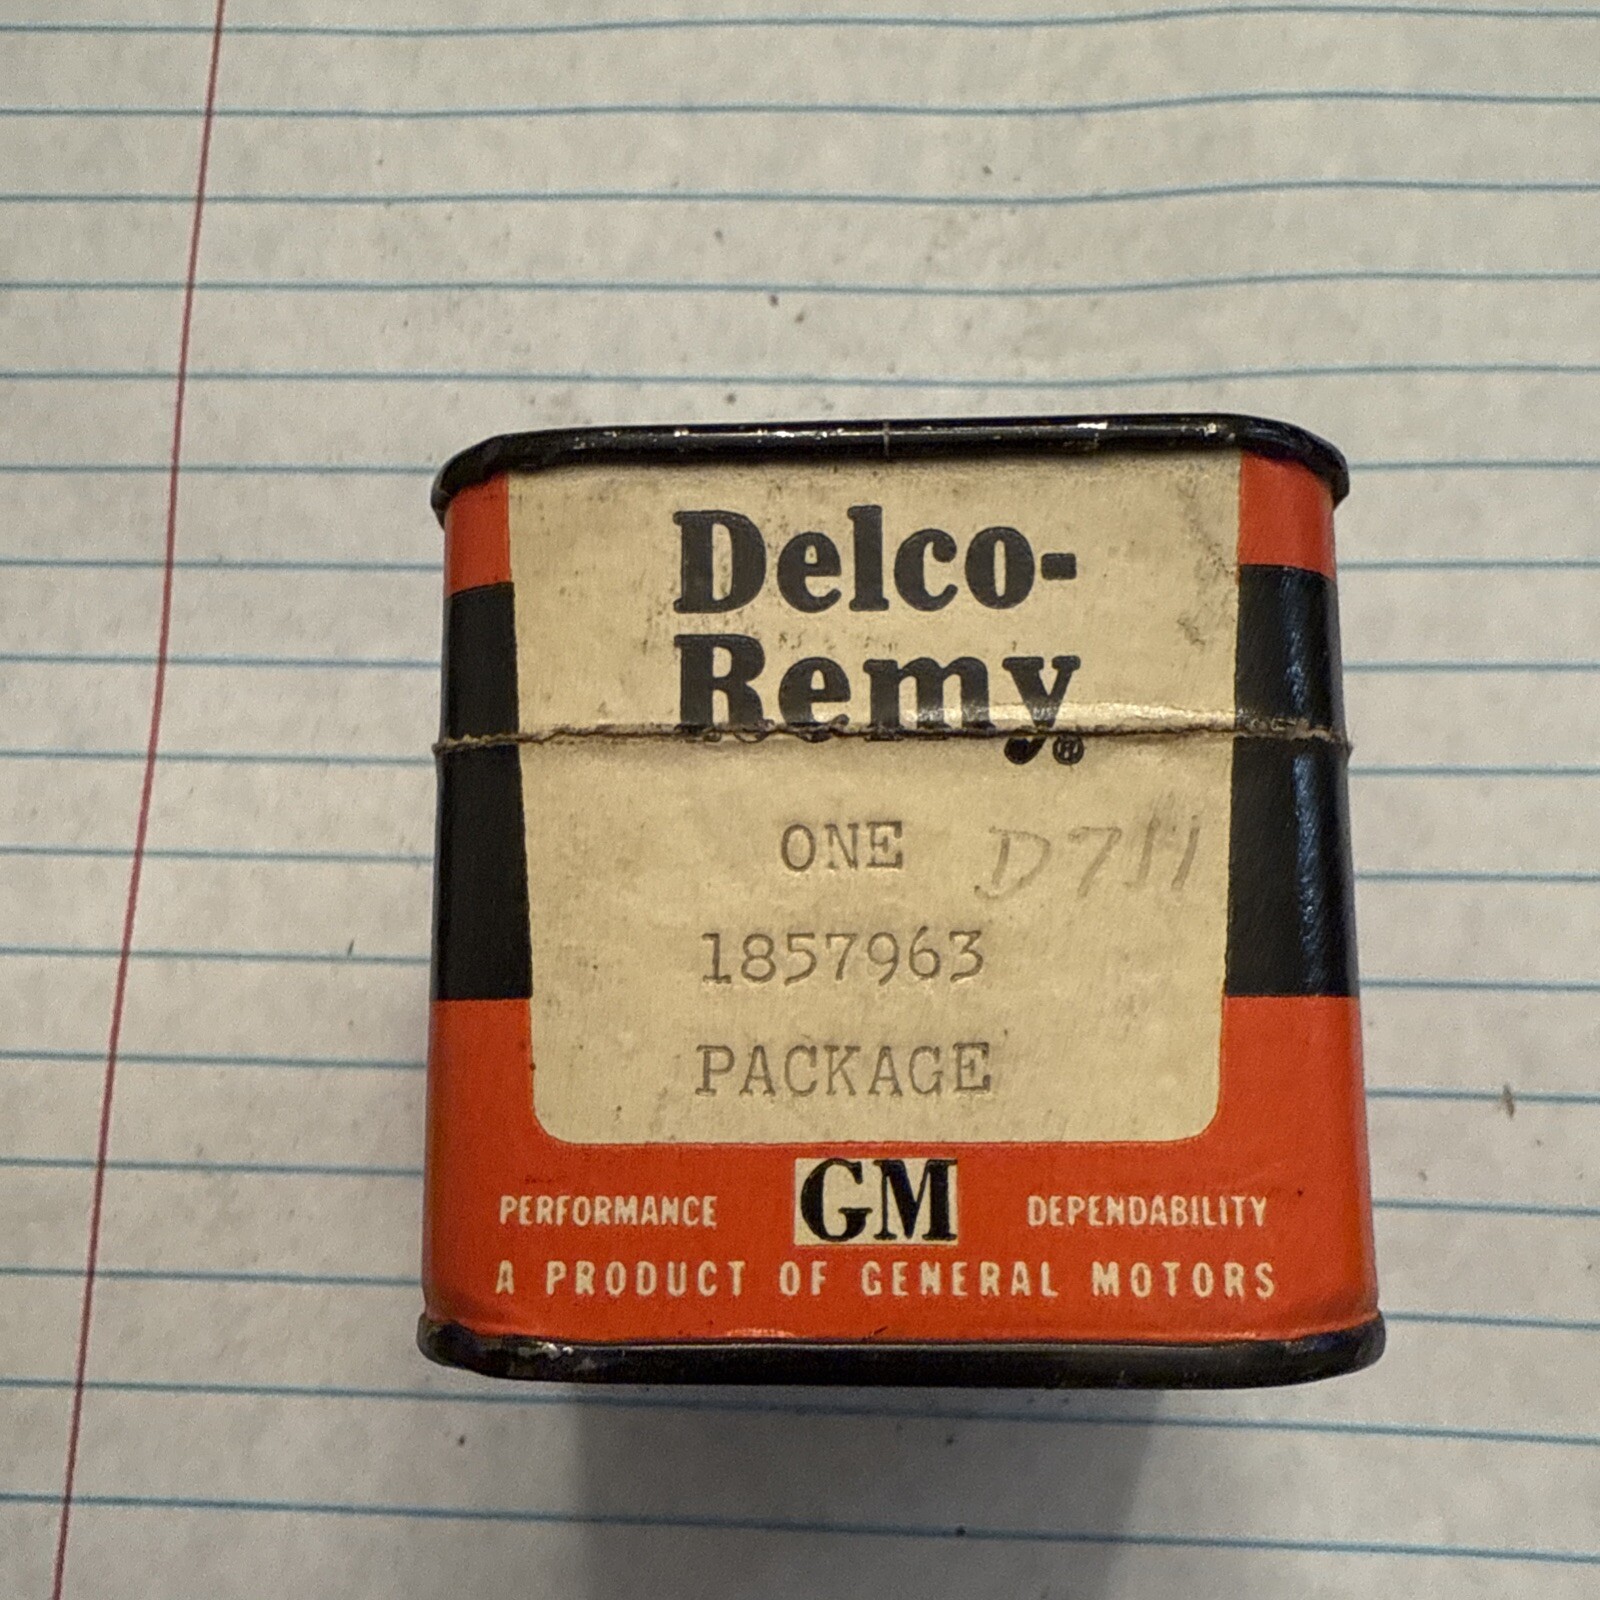 Delco-
Remy®
ONE D711
1857963
PACKAGE
PERFORMANCE GM DEPENDABILITY
A PRODUCT OF GENERAL MOTORS